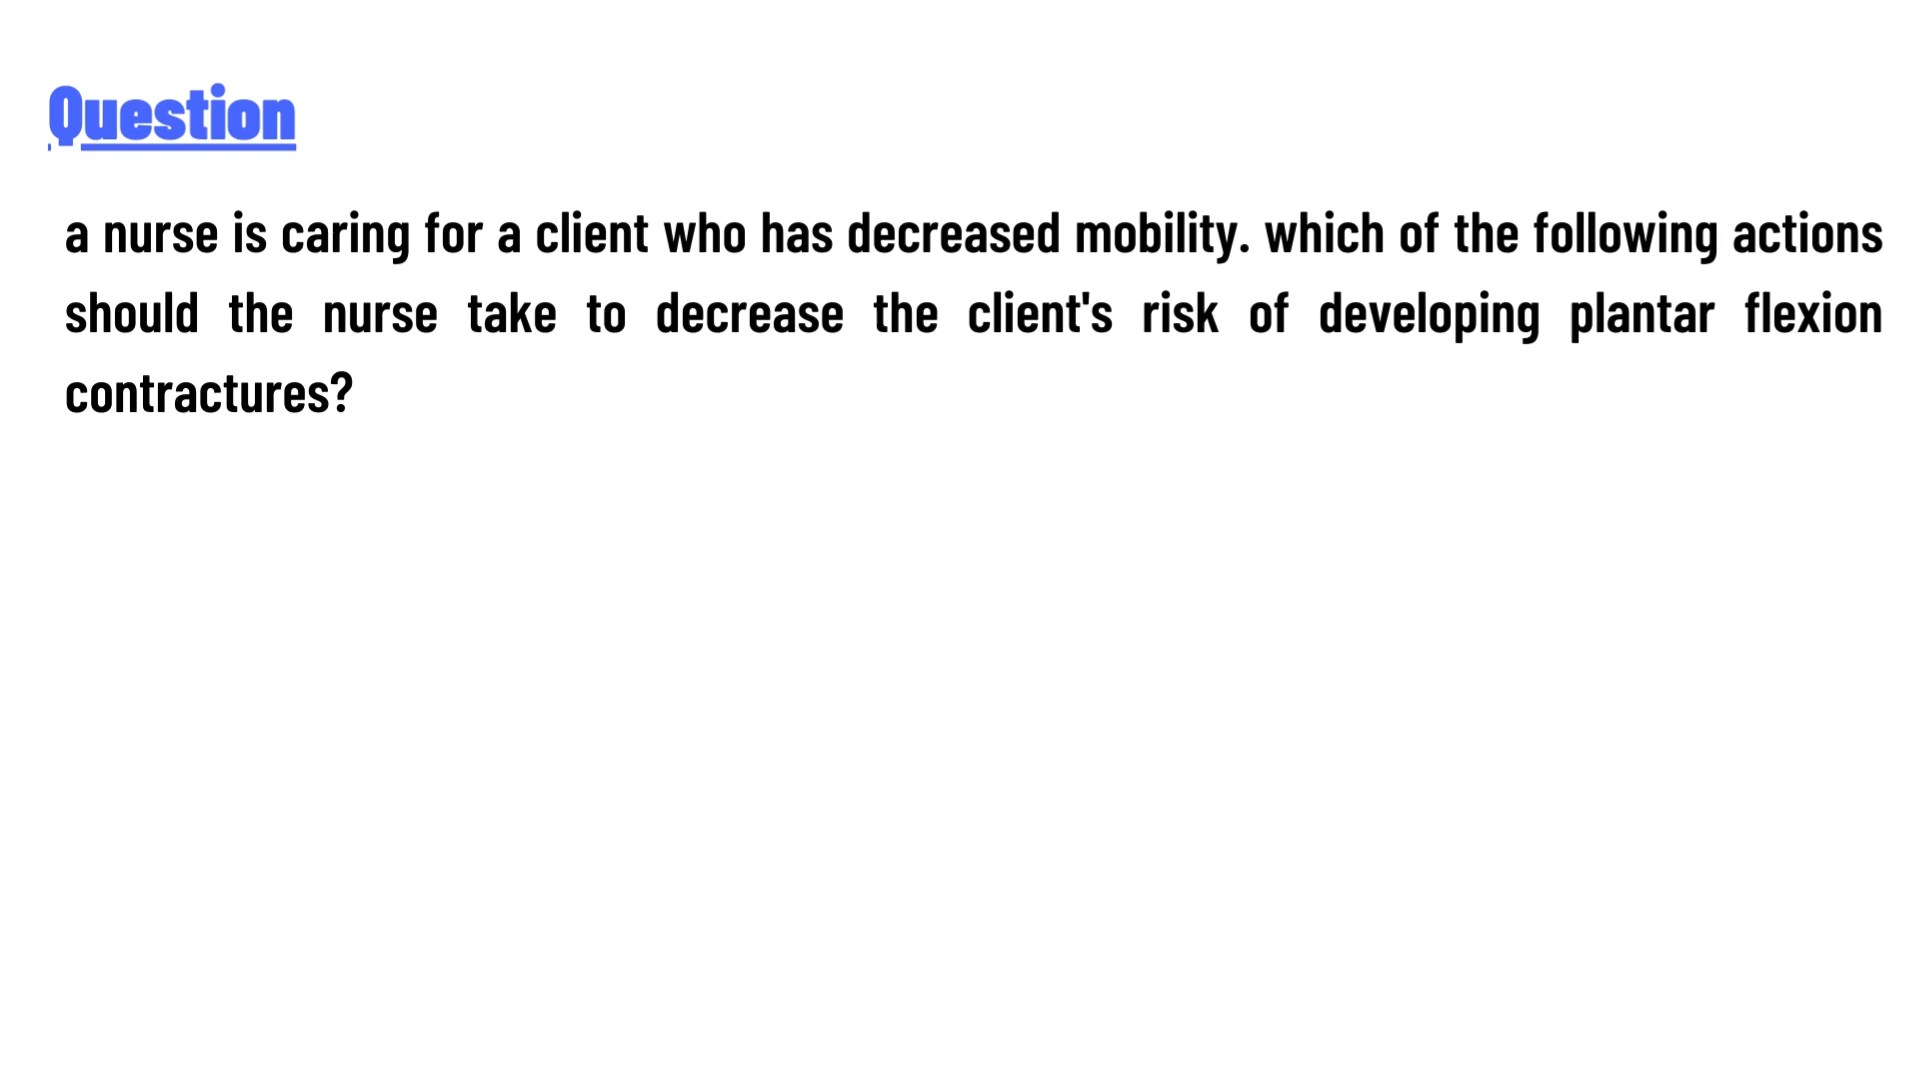 Question
a nurse is caring for a client who has decreased mobility. which of the following actions
should the nurse take to decrease the client's risk of developing plantar flexion
contractures?